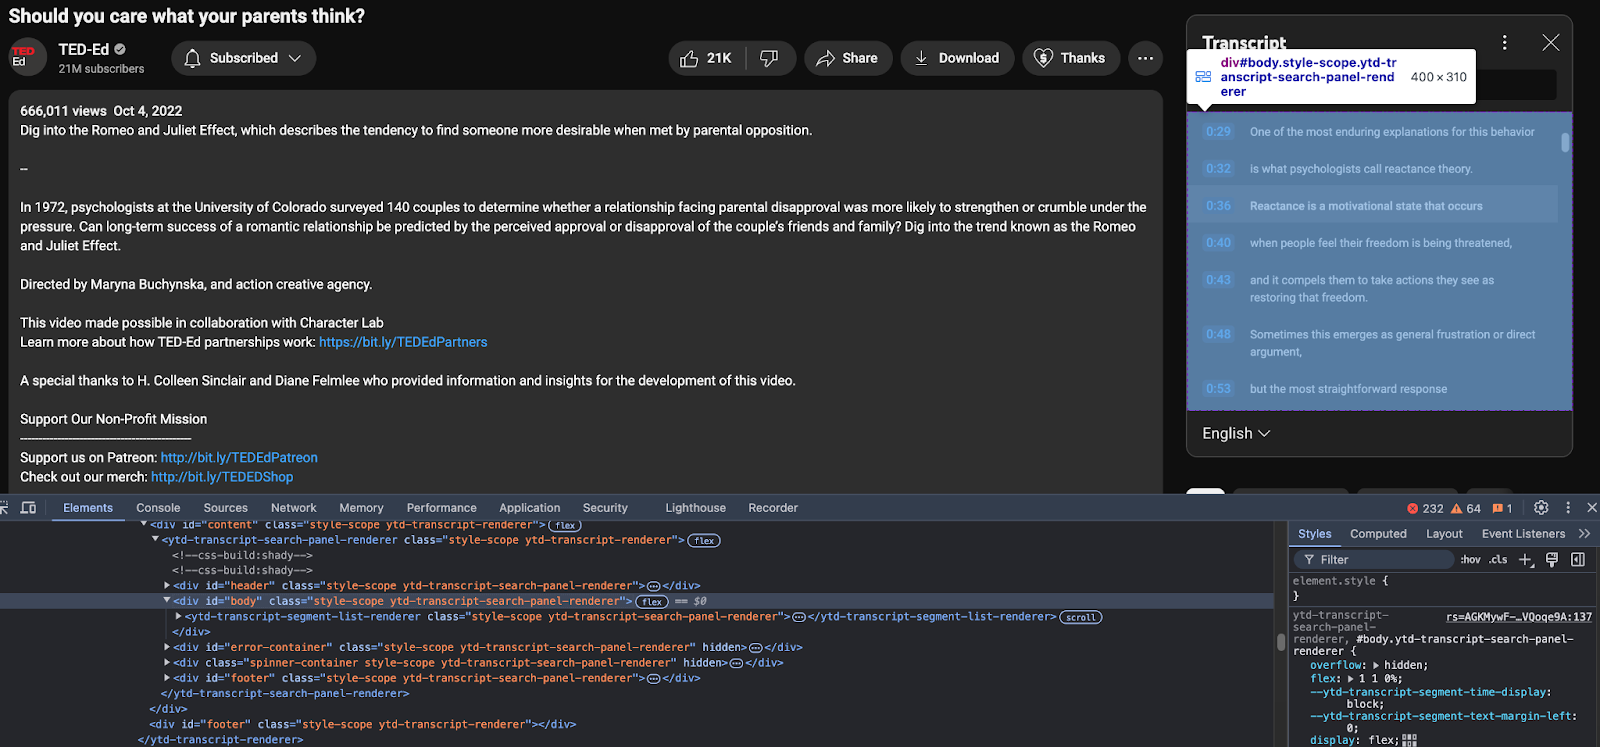 Should you care what your parents think?
TED Ed
TED-Ed
21M subscribers
Subscribed
21K
Share
Download
Thanks
666,011 views Oct 4, 2022
Dig into the Romeo and Juliet Effect, which describes the tendency to find someone more desirable when met by parental opposition.
--
In 1972, psychologists at the University of Colorado surveyed 140 couples to determine whether a relationship facing parental disapproval was more likely to strengthen or crumble under the
pressure. Can long-term success of a romantic relationship be predicted by the perceived approval or disapproval of the couple's friends and family? Dig into the trend known as the Romeo
and Juliet Effect.
Directed by Maryna Buchynska, and action creative agency.
This video made possible in collaboration with Character Lab
Learn more about how TED-Ed partnerships work: https://bit.ly/TEDEdPartners
A special thanks to H. Colleen Sinclair and Diane Felmlee who provided information and insights for the development of this video.
Support Our Non-Profit Mission
----------------------------------------------
Support us on Patreon: http://bit.ly/TEDEdPatreon
Check out our merch: http://bit.ly/TEDEDShop
Transcript
div#body.style-scope.ytd-tr
anscript-search-panel-rend
erer
400 × 310
0:29 One of the most enduring explanations for this behavior
0:32 is what psychologists call reactance theory.
0:36 Reactance is a motivational state that occurs
0:40 when people feel their freedom is being threatened,
0:43 and it compels them to take actions they see as
restoring that freedom.
0:48 Sometimes this emerges as general frustration or direct
argument,
0:53 but the most straightforward response
English
Elements Console Sources Network Memory Performance Application Security Lighthouse Recorder 232 64 1
<div id="content" class="style-scope ytd-transcript-renderer"> flex
<ytd-transcript-search-panel-renderer class="style-scope ytd-transcript-renderer"> flex
<!--css-build:shady-->
<!--css-build:shady-->
<div id="header" class="style-scope ytd-transcript-search-panel-renderer">…</div>
<div id="body" class="style-scope ytd-transcript-search-panel-renderer"> flex == $0
<ytd-transcript-segment-list-renderer class="style-scope ytd-transcript-search-panel-renderer">…</ytd-transcript-segment-list-renderer> scroll
</div>
<div id="error-container" class="style-scope ytd-transcript-search-panel-renderer" hidden>…</div>
<div class="spinner-container style-scope ytd-transcript-search-panel-renderer" hidden>…</div>
<div id="footer" class="style-scope ytd-transcript-search-panel-renderer">…</div>
</ytd-transcript-search-panel-renderer>
</div>
<div id="footer" class="style-scope ytd-transcript-renderer"></div>
</ytd-transcript-renderer>
Styles Computed Layout Event Listeners
Filter :hov .cls
element.style {
}
ytd-transcript- rs=AGKMywF-…VQoqe9A:137
search-panel-
renderer, #body.ytd-transcript-search-panel-
renderer {
overflow: hidden;
flex: 1 1 0%;
--ytd-transcript-segment-time-display:
block;
--ytd-transcript-segment-text-margin-left:
0;
display: flex;